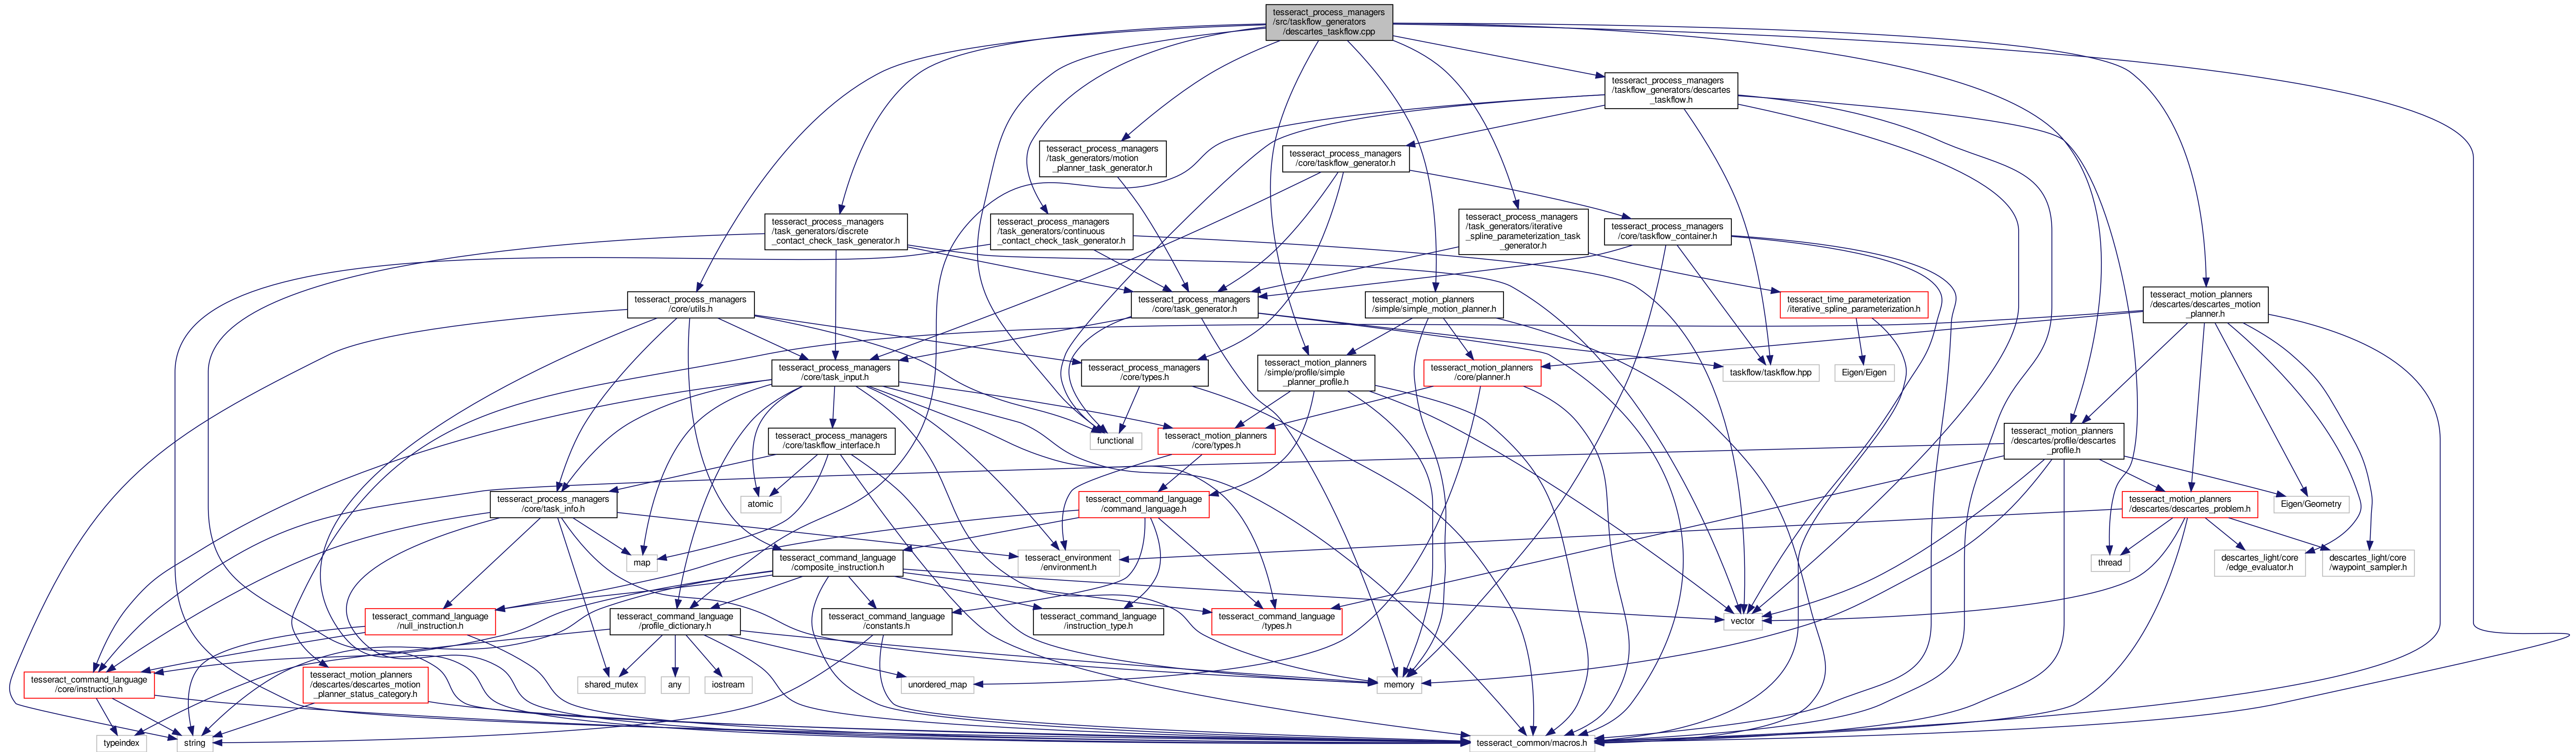 tesseract_process_managers
/src/taskflow_generators
/descartes_taskflow.cpp
tesseract_process_managers
/taskflow_generators/descartes
_taskflow.h
tesseract_process_managers
/task_generators/motion
_planner_task_generator.h
tesseract_process_managers
/core/taskflow_generator.h
tesseract_process_managers
/task_generators/discrete
_contact_check_task_generator.h
tesseract_process_managers
/task_generators/continuous
_contact_check_task_generator.h
tesseract_process_managers
/task_generators/iterative
_spline_parameterization_task
_generator.h
tesseract_process_managers
/core/taskflow_container.h
tesseract_process_managers
/core/utils.h
tesseract_process_managers
/core/task_generator.h
tesseract_motion_planners
/simple/simple_motion_planner.h
tesseract_time_parameterization
/iterative_spline_parameterization.h
tesseract_motion_planners
/descartes/descartes_motion
_planner.h
tesseract_process_managers
/core/task_input.h
tesseract_process_managers
/core/types.h
tesseract_motion_planners
/simple/profile/simple
_planner_profile.h
tesseract_motion_planners
/core/planner.h
taskflow/taskflow.hpp
Eigen/Eigen
tesseract_process_managers
/core/taskflow_interface.h
functional
tesseract_motion_planners
/core/types.h
tesseract_motion_planners
/descartes/profile/descartes
_profile.h
tesseract_process_managers
/core/task_info.h
atomic
tesseract_command_language
/command_language.h
tesseract_motion_planners
/descartes/descartes_problem.h
Eigen/Geometry
map
tesseract_command_language
/composite_instruction.h
tesseract_environment
/environment.h
thread
descartes_light/core
/edge_evaluator.h
descartes_light/core
/waypoint_sampler.h
tesseract_command_language
/null_instruction.h
tesseract_command_language
/profile_dictionary.h
tesseract_command_language
/constants.h
tesseract_command_language
/instruction_type.h
tesseract_command_language
/types.h
vector
tesseract_command_language
/core/instruction.h
tesseract_motion_planners
/descartes/descartes_motion
_planner_status_category.h
shared_mutex
any
iostream
unordered_map
memory
typeindex
string
tesseract_common/macros.h